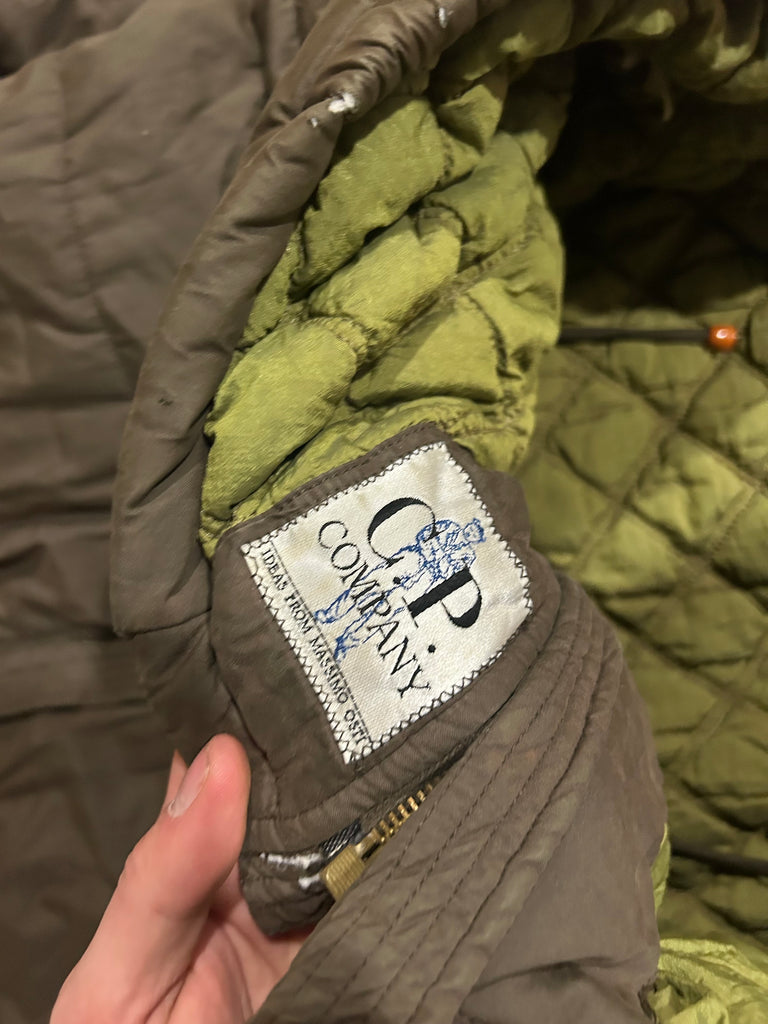 C.P.
COMPANY
IDEAS FROM MASSIMO OSTI